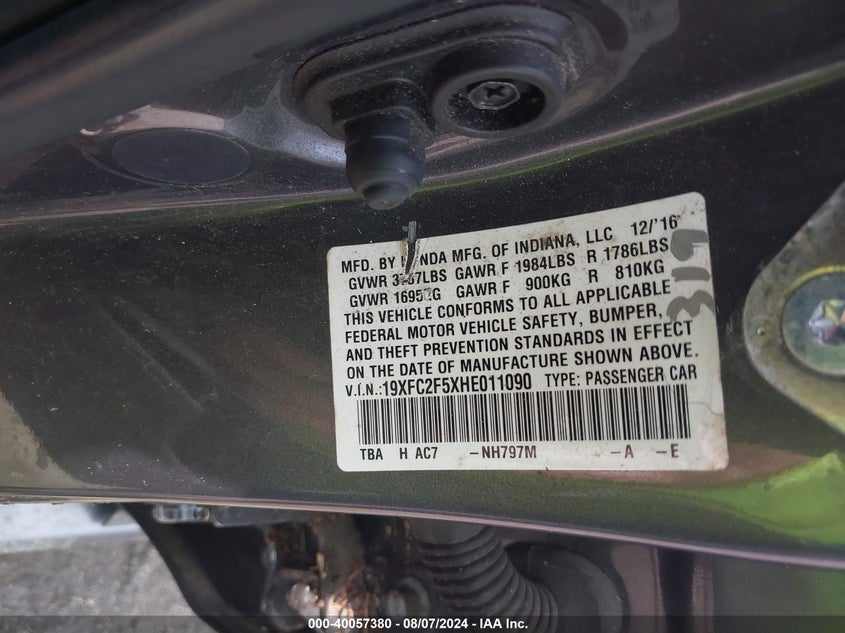 MFD. BY HONDA MFG. OF INDIANA, LLC 12/'16
GVWR LBS GAWR F 1984LBS R 1786LBS
GVWR GAWR F 900KG R 810KG
THIS VEHICLE CONFORMS TO ALL APPLICABLE
FEDERAL MOTOR VEHICLE SAFETY, BUMPER,
AND THEFT PREVENTION STANDARDS IN EFFECT
ON THE DATE OF MANUFACTURE SHOWN ABOVE.
V.I.N.:19XFC2F5XHE011090 TYPE: PASSENGER CAR
TBA H AC7 -NH797M -A -E
319
000-40057380 - 08/07/2024 - IAA Inc.